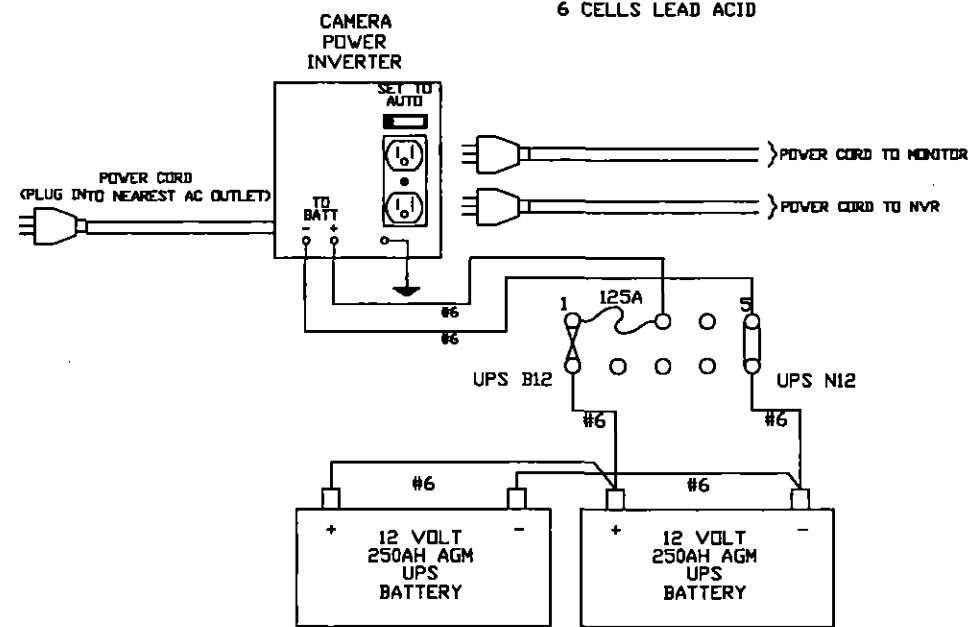 6 CELLS LEAD ACID
CAMERA
POWER
INVERTER
SET TO
AUTO
POWER CORD TO MONITOR
POWER CORD
(PLUG INTO NEAREST AC OUTLET)
TO
BATT
- +
POWER CORD TO NVR
#6
#6
1 125A 5
UPS B12
UPS N12
#6 #6
#6 #6
+ -
12 VOLT
250AH AGM
UPS
BATTERY
+ -
12 VOLT
250AH AGM
UPS
BATTERY